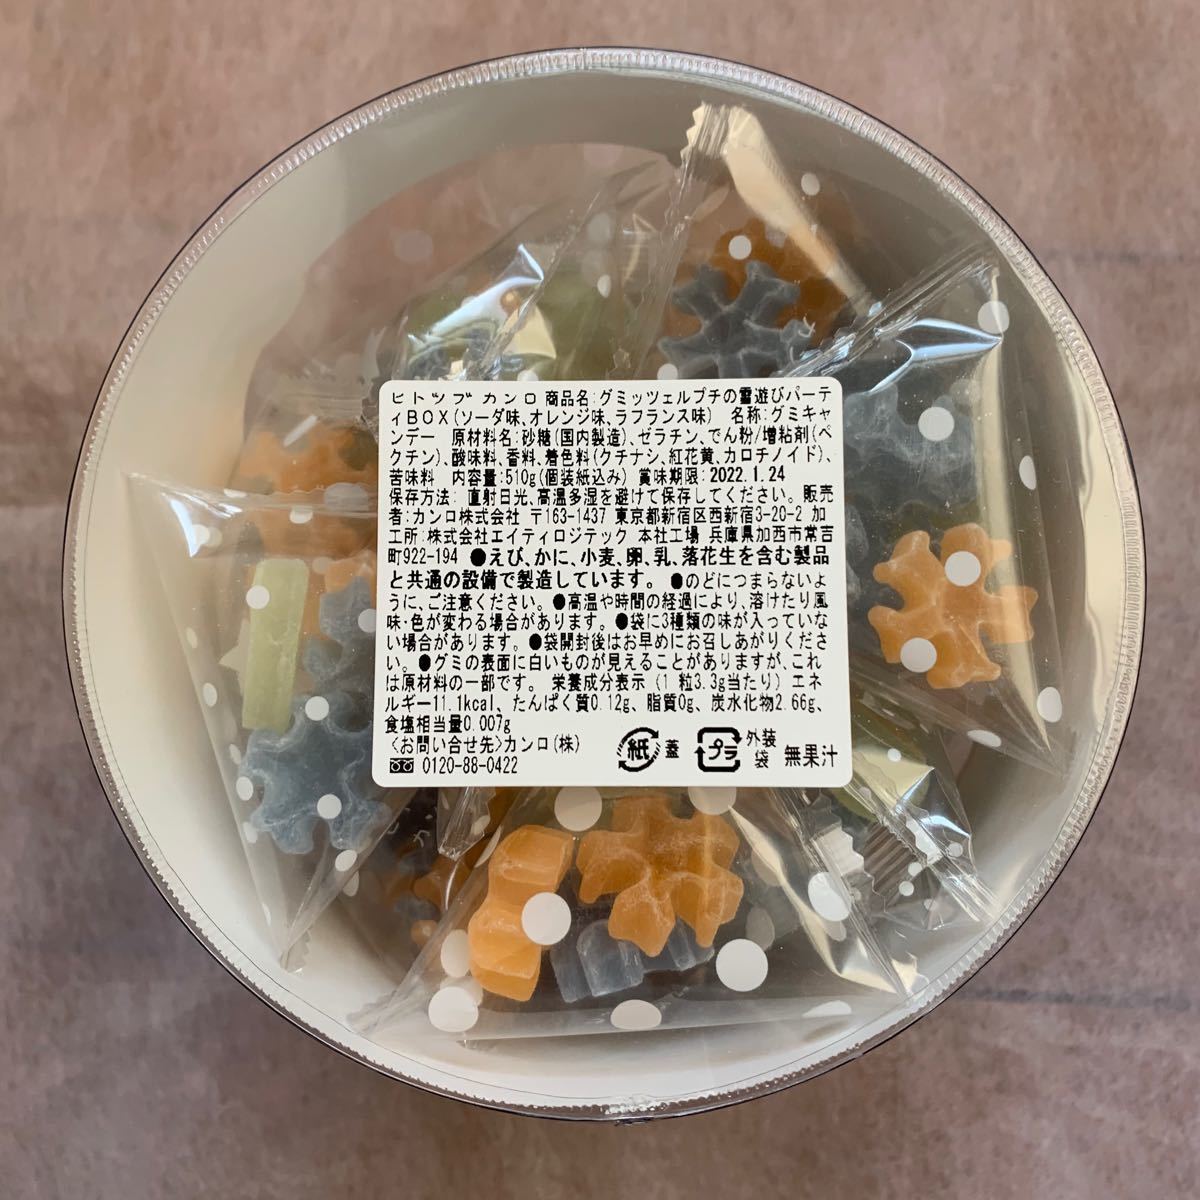 ヒトツブ カンロ 商品名:グミッツェルプチの雪遊びパーテ
ィBOX(ソーダ味、オレンジ味、ラフランス味) 名称:グミキャ
ンデー 原材料名:砂糖(国内製造)、ゼラチン、でん粉/増粘剤(ペ
クチン)、酸味料、香料、着色料(クチナシ、紅花黄、カロチノイド)、
苦味料 内容量:510g(個装紙込み) 賞味期限:2022.1.24
保存方法: 直射日光、高温多湿を避けて保存してください。販売
者:カンロ株式会社 〒163-1437 東京都新宿区西新宿3-20-2 加
工所:株式会社エイティロジテック 本社工場 兵庫県加西市常吉
町922-194 ●えび、かに、小麦、卵、乳、落花生を含む製品
と共通の設備で製造しています。 ●のどにつまらないよ
うに、ご注意ください。●高温や時間の経過により、溶けたり風
味・色が変わる場合があります。●袋に3種類の味が入っていな
い場合があります。●袋開封後はお早めにお召しあがりくださ
い。●グミの表面に白いものが見えることがありますが、これ
は原材料の一部です。 栄養成分表示 (1 粒3.3g当たり) エネ
ルギー11.1kcal、たんぱく質0.12g、脂質0g、炭水化物2.66g、
食塩相当量0.007g
〈お問い合せ先〉カンロ(株)
0120-88-0422
紙 蓋
プラ 外装
袋
無果汁